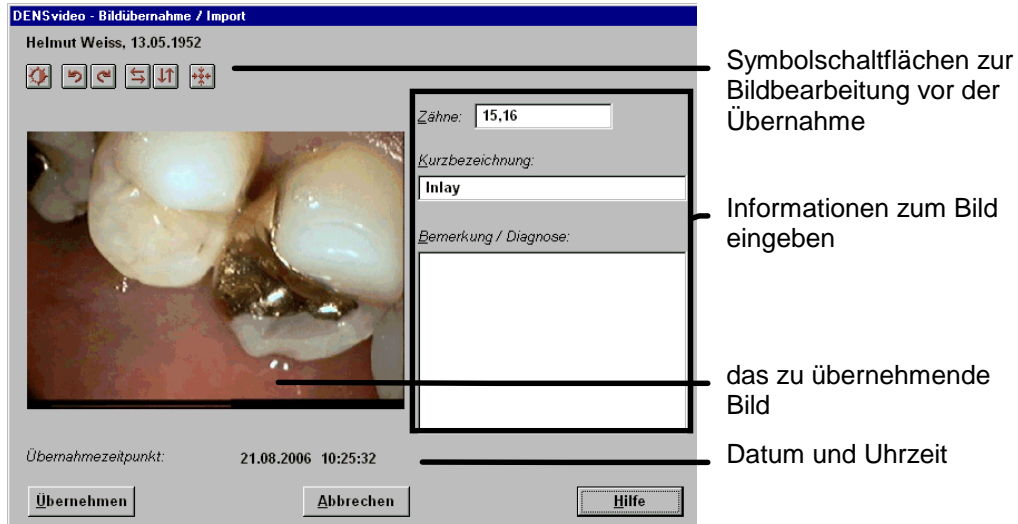 DENSvideo - Bildübernahme / Import
Helmut Weiss, 13.05.1952
Symbolschaltflächen zur
Bildbearbeitung vor der
Übernahme
Zähne: 15,16
Kurzbezeichnung:
Inlay
Informationen zum Bild
eingeben
Bemerkung / Diagnose:
das zu übernehmende
Bild
Übernahmezeitpunkt: 21.08.2006 10:25:32
Datum und Uhrzeit
Übernehmen Abbrechen Hilfe